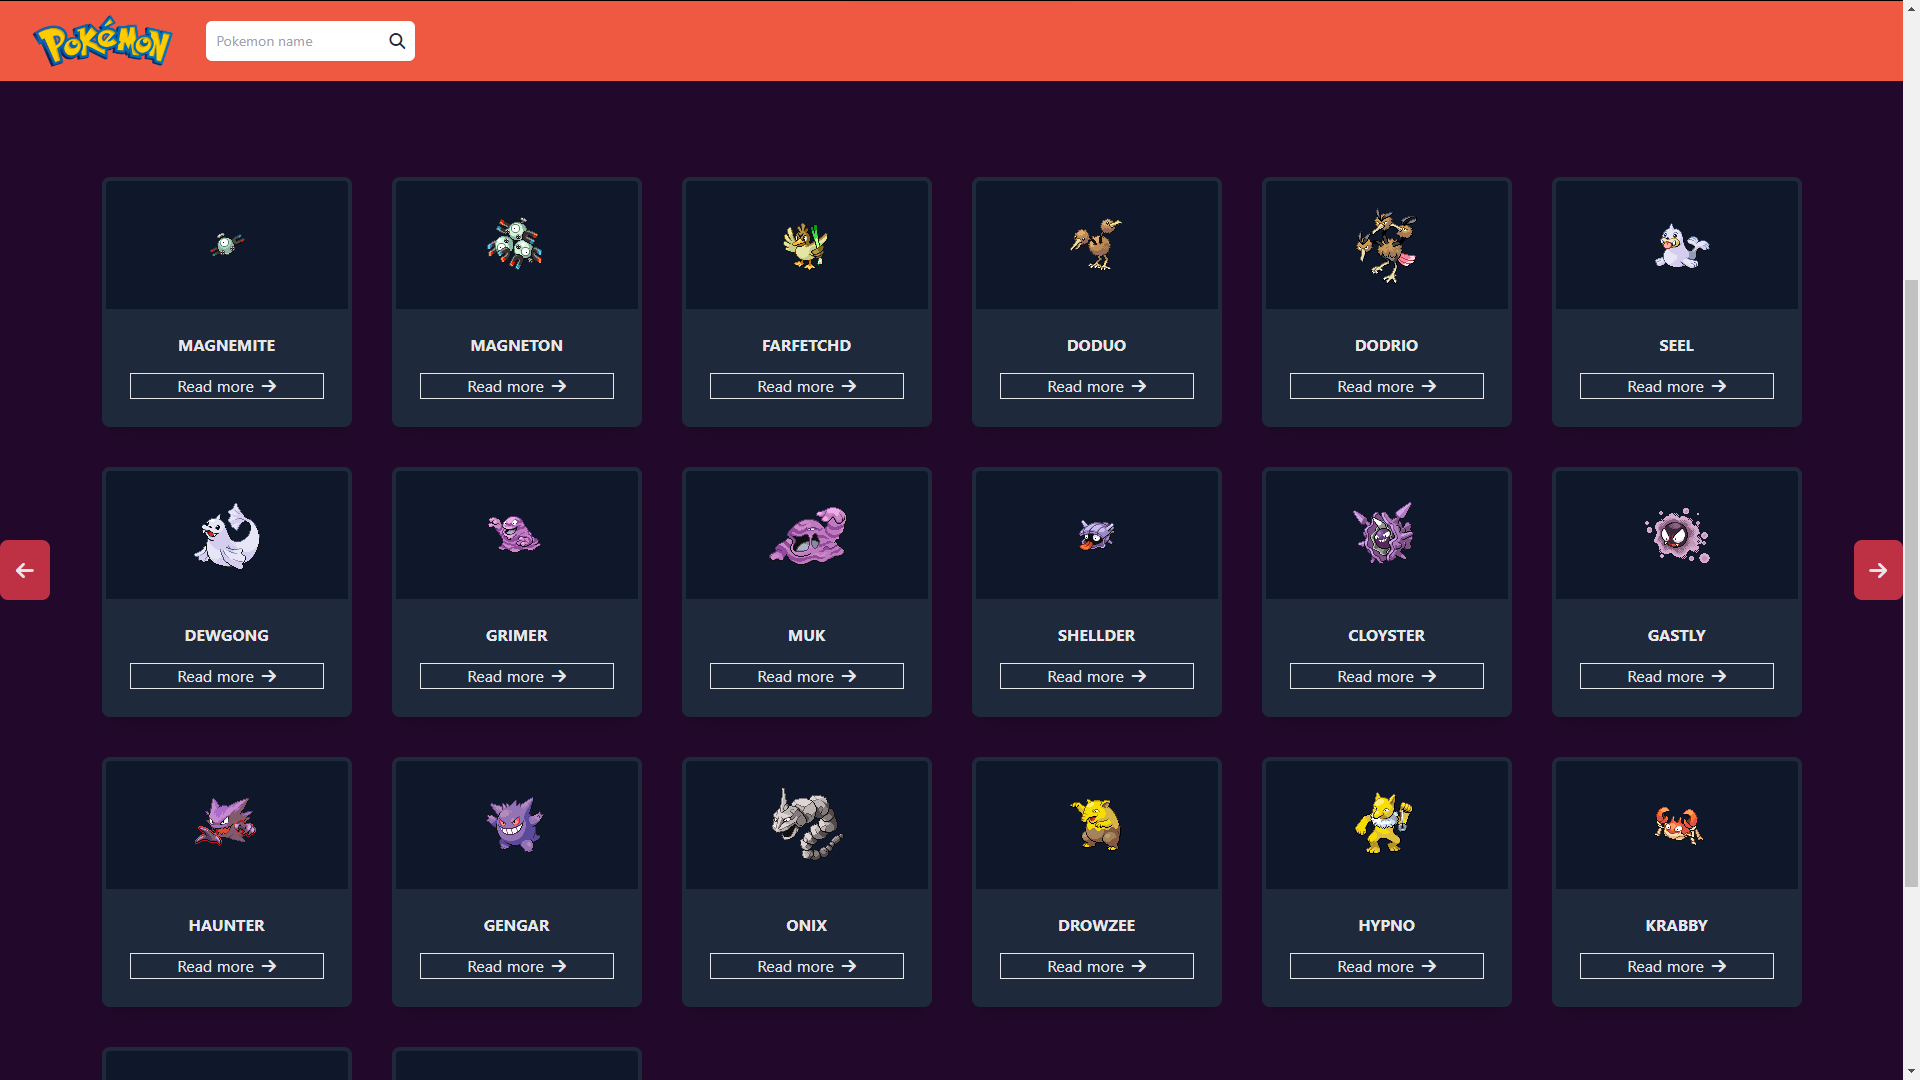 POKéMON
Pokemon name
MAGNEMITE
Read more
MAGNETON
Read more
FARFETCHD
Read more
DODUO
Read more
DODRIO
Read more
SEEL
Read more
DEWGONG
Read more
GRIMER
Read more
MUK
Read more
SHELLDER
Read more
CLOYSTER
Read more
GASTLY
Read more
HAUNTER
Read more
GENGAR
Read more
ONIX
Read more
DROWZEE
Read more
HYPNO
Read more
KRABBY
Read more